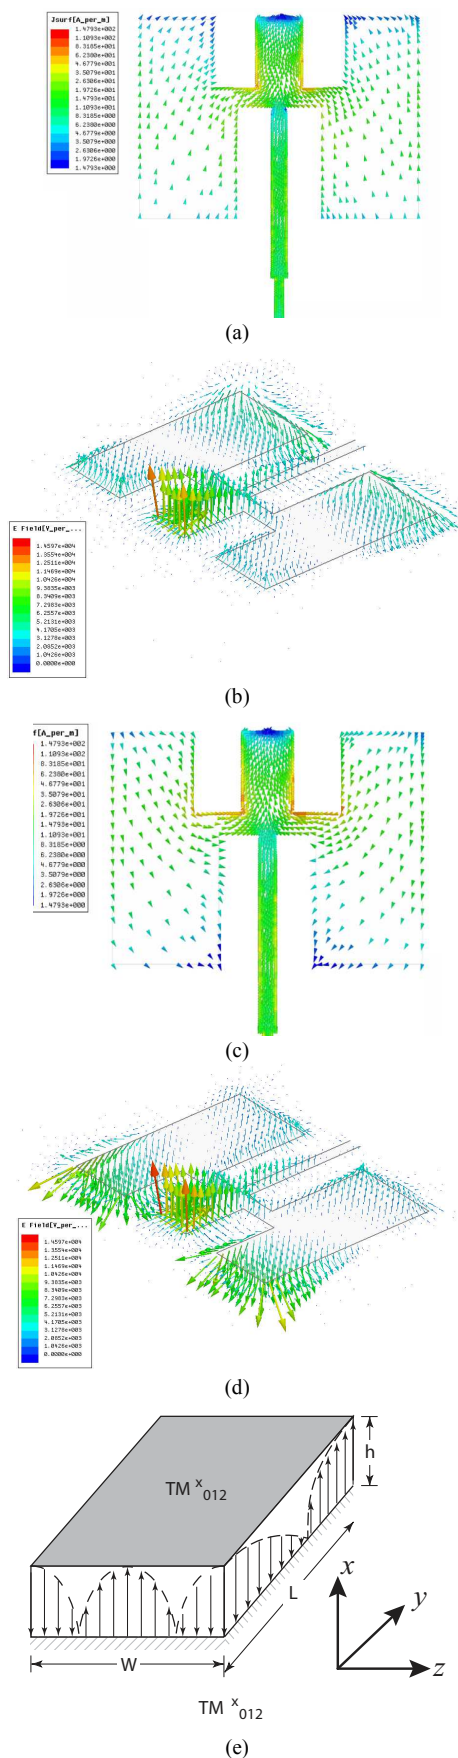 Jsurf[A_per_m]
1.4793e+002
1.1093e+002
8.3185e+001
6.2380e+001
4.6779e+001
3.5079e+001
2.6306e+001
1.9726e+001
1.4793e+001
1.1093e+001
8.3185e+000
6.2380e+000
4.6779e+000
3.5079e+000
2.6306e+000
1.9726e+000
1.4793e+000
(a)
E Field[V_per_...
1.4597e+004
1.3554e+004
1.2511e+004
1.1469e+004
1.0426e+004
9.3835e+003
8.3409e+003
7.2983e+003
6.2557e+003
5.2131e+003
4.1705e+003
3.1278e+003
2.0852e+003
1.0426e+003
0.0000e+000
(b)
f[A_per_m]
1.4793e+002
1.1093e+002
8.3185e+001
6.2380e+001
4.6779e+001
3.5079e+001
2.6306e+001
1.9726e+001
1.4793e+001
1.1093e+001
8.3185e+000
6.2380e+000
4.6779e+000
3.5079e+000
2.6306e+000
1.9726e+000
1.4793e+000
(c)
E Field[V_per_...
1.4597e+004
1.3554e+004
1.2511e+004
1.1469e+004
1.0426e+004
9.3835e+003
8.3409e+003
7.2983e+003
6.2557e+003
5.2131e+003
4.1705e+003
3.1278e+003
2.0852e+003
1.0426e+003
0.0000e+000
(d)
TM x 012
h
L
x
y
z
W
TM x 012
(e)